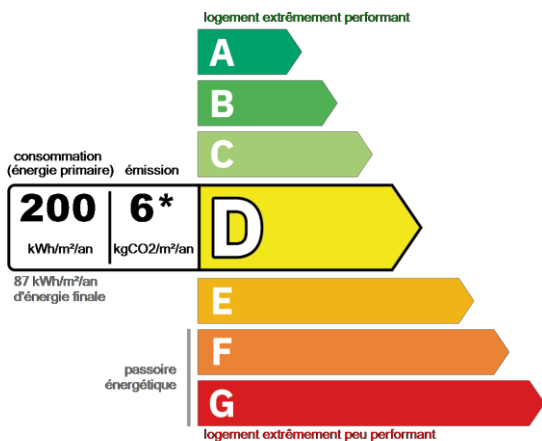 logement extrêmement performant
A
B
C
consommation
(énergie primaire) émission
200 6*
kWh/m²/an kgCO2/m²/an
D
87 kWh/m²/an
d'énergie finale
E
F
passoire
énergétique
G
logement extrêmement peu performant